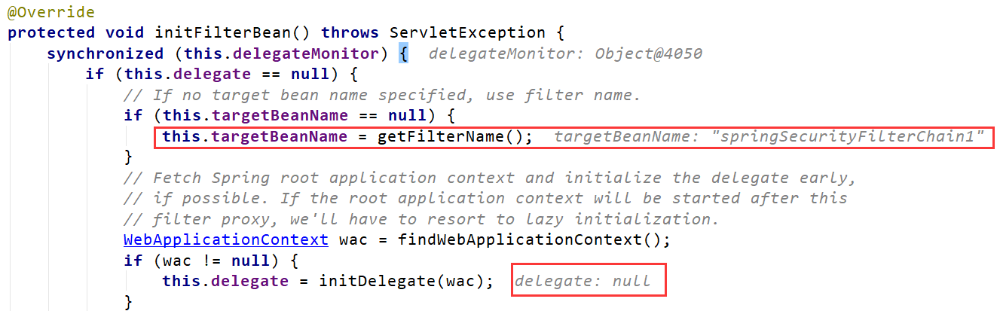 @Override
protected void initFilterBean() throws ServletException {
synchronized (this.delegateMonitor) { delegateMonitor: Object@4050
if (this.delegate == null) {
// If no target bean name specified, use filter name.
if (this.targetBeanName == null) {
this.targetBeanName = getFilterName(); targetBeanName: "springSecurityFilterChain1"
}
// Fetch Spring root application context and initialize the delegate early,
// if possible. If the root application context will be started after this
// filter proxy, we'll have to resort to lazy initialization.
WebApplicationContext wac = findWebApplicationContext();
if (wac != null) {
this.delegate = initDelegate(wac); delegate: null
}